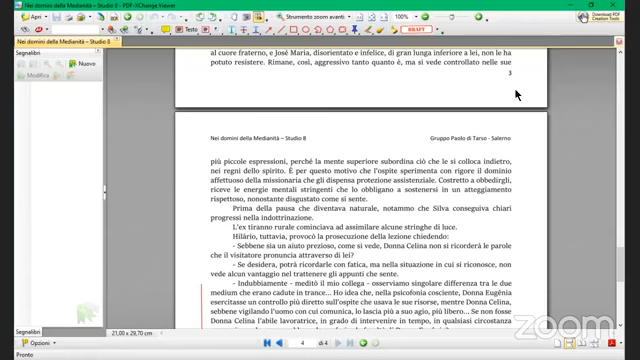 Nei domini della Medianità – Studio 8 - PDF-XChange Viewer
Apri
Strumento zoom avanti
100%
Download PDF
Creation Tools
Testo
DRAFT
Nei domini della Medianità – Studio 8
Segnalibri
Nuovo
Modifica
al cuore fraterno, e José Maria, disorientato e infelice, di gran lunga inferiore a lei, non le ha
potuto resistere. Rimane, così, aggressivo tanto quanto è, ma si vede controllato nelle sue
3
Nei domini della Medianità – Studio 8 Gruppo Paolo di Tarso - Salerno
più piccole espressioni, perché la mente superiore subordina ciò che le si colloca indietro,
nei regni dello spirito. È per questo motivo che l'ospite sperimenta con rigore il dominio
affettuoso della missionaria che gli dispensa protezione assistenziale. Costretto a obbedirgli,
riceve le energie mentali stringenti che lo obbligano a sostenersi in un atteggiamento
rispettoso, nonostante disgustato come si sente.
Prima della pausa che diventava naturale, notammo che Silva conseguiva chiari
progressi nella indottrinazione.
L'ex tiranno rurale cominciava ad assimilare alcune stringhe di luce.
Hilário, tuttavia, provocò la prosecuzione della lezione chiedendo:
- Sebbene sia un aiuto prezioso, come si vede, Donna Celina non si ricorderà le parole
che il visitatore pronuncia attraverso di lei?
- Se desidera, potrà ricordarle con fatica, ma nella situazione in cui si riconosce, non
vede alcun vantaggio nel trattenere gli appunti che sente.
- Indubbiamente - meditò il mio collega - osserviamo singolare differenza tra le due
medium che erano cadute in trance... Ho idea che, nella psicofonia cosciente, Donna Eugênia
esercitasse un controllo più diretto sull'ospite che usava le sue risorse, mentre Donna Celina,
sebbene vigilando l'uomo con cui comunica, lo lascia più a suo agio, più libero... Se non fosse
Donna Celina l'abile lavoratrice, in grado di intervenire in tempo, in qualsiasi circostanza
Segnalibri
21,00 x 29,70 cm
4 di 4
Opzioni
Pronto
zoom